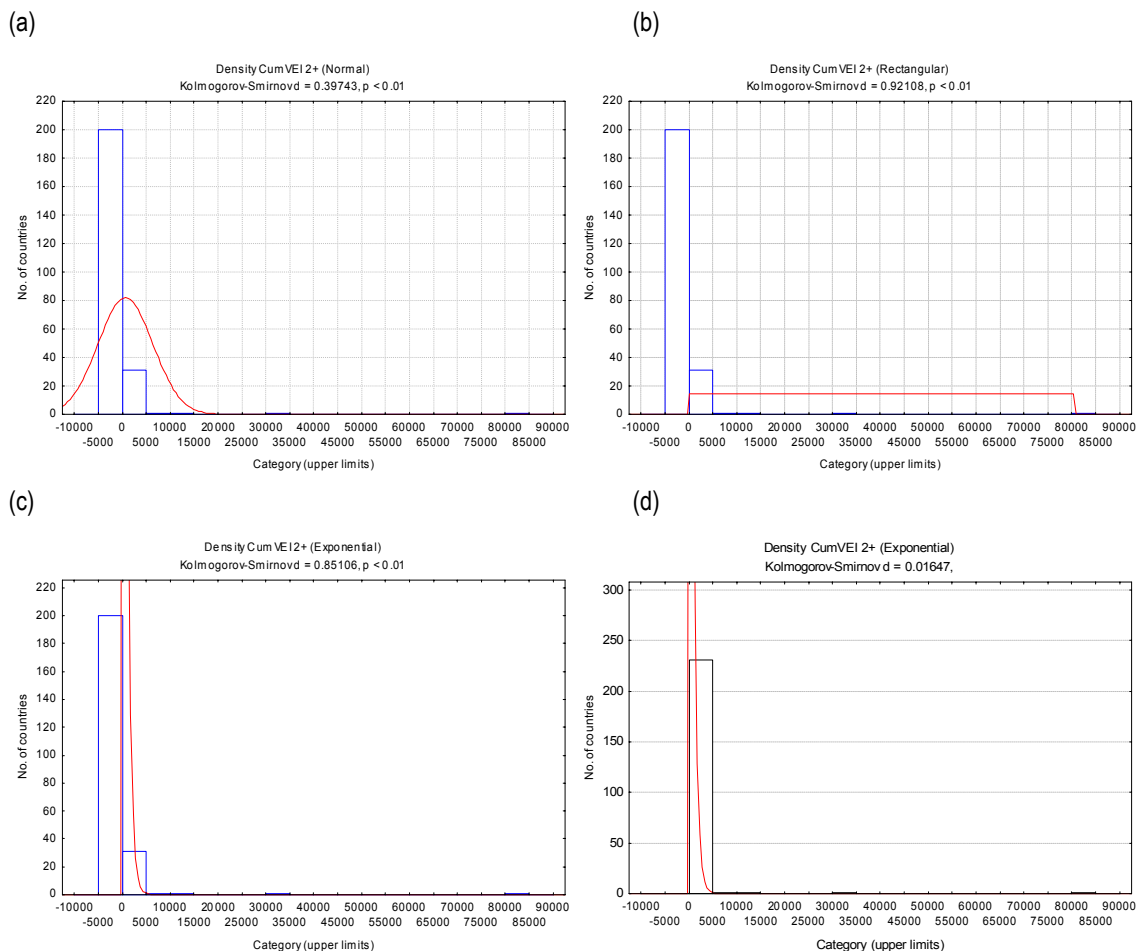 (a)
Density CumVEI 2+ (Normal)
Kolmogorov-Smirnov d = 0.39743, p < 0.01
220
200
180
160
140
120
100
80
60
40
20
0
No. of countries
-10000 0 10000 20000 30000 40000 50000 60000 70000 80000 90000
-5000 5000 15000 25000 35000 45000 55000 65000 75000 85000
Category (upper limits)
(b)
Density CumVEI 2+ (Rectangular)
Kolmogorov-Smirnov d = 0.92108, p < 0.01
220
200
180
160
140
120
100
80
60
40
20
0
No. of countries
-10000 0 10000 20000 30000 40000 50000 60000 70000 80000 90000
-5000 5000 15000 25000 35000 45000 55000 65000 75000 85000
Category (upper limits)
(c)
Density CumVEI 2+ (Exponential)
Kolmogorov-Smirnov d = 0.85106, p < 0.01
220
200
180
160
140
120
100
80
60
40
20
0
No. of countries
-10000 0 10000 20000 30000 40000 50000 60000 70000 80000 90000
-5000 5000 15000 25000 35000 45000 55000 65000 75000 85000
Category (upper limits)
(d)
Density CumVEI 2+ (Exponential)
Kolmogorov-Smirnov d = 0.01647,
300
250
200
150
100
50
0
No. of countries
-10000 0 10000 20000 30000 40000 50000 60000 70000 80000 90000
-5000 5000 15000 25000 35000 45000 55000 65000 75000 85000
Category (upper limits)